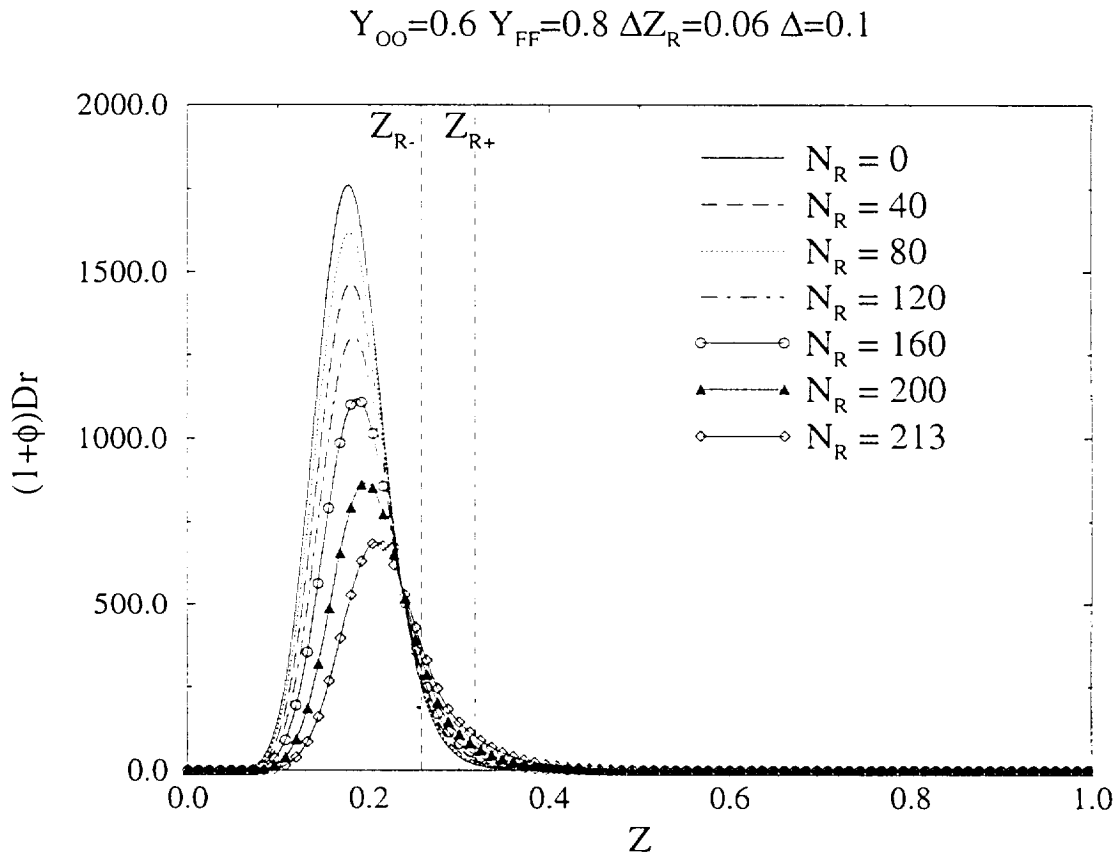 Y_OO=0.6 Y_FF=0.8 ΔZ_R=0.06 Δ=0.1
2000.0
1500.0
1000.0
500.0
0.0
(1+ϕ)Dr
Z_R-
Z_R+
N_R = 0
N_R = 40
N_R = 80
N_R = 120
N_R = 160
N_R = 200
N_R = 213
0.0 0.2 0.4 0.6 0.8 1.0
Z